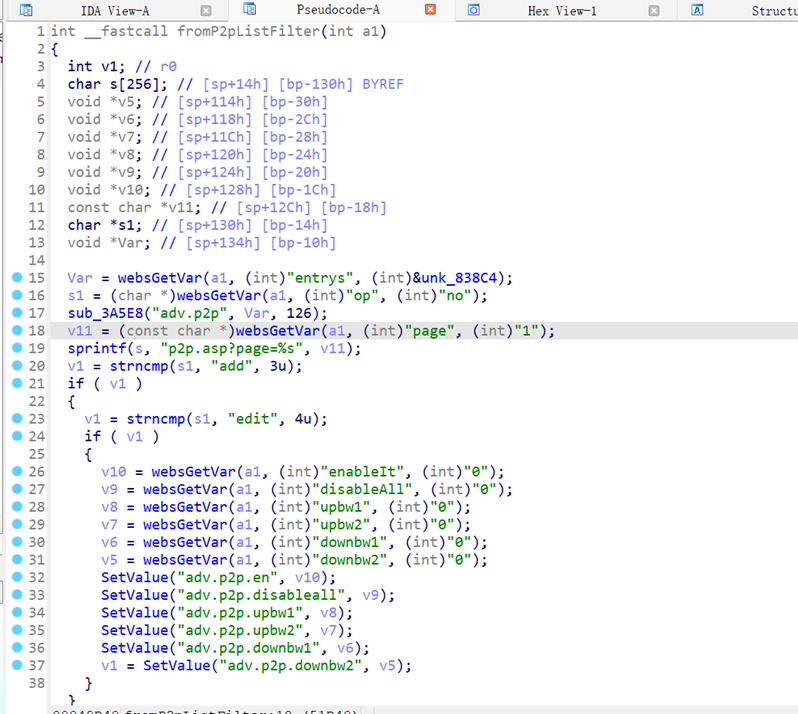 IDA View-A Pseudocode-A Hex View-1 Structu
1 int __fastcall fromP2pListFilter(int a1)
2 {
3 int v1; // r0
4 char s[256]; // [sp+14h] [bp-130h] BYREF
5 void *v5; // [sp+114h] [bp-30h]
6 void *v6; // [sp+118h] [bp-2Ch]
7 void *v7; // [sp+11Ch] [bp-28h]
8 void *v8; // [sp+120h] [bp-24h]
9 void *v9; // [sp+124h] [bp-20h]
10 void *v10; // [sp+128h] [bp-1Ch]
11 const char *v11; // [sp+12Ch] [bp-18h]
12 char *s1; // [sp+130h] [bp-14h]
13 void *Var; // [sp+134h] [bp-10h]
14
15 Var = websGetVar(a1, (int)"entrys", (int)&unk_838C4);
16 s1 = (char *)websGetVar(a1, (int)"op", (int)"no");
17 sub_3A5E8("adv.p2p", Var, 126);
18 v11 = (const char *)websGetVar(a1, (int)"page", (int)"1");
19 sprintf(s, "p2p.asp?page=%s", v11);
20 v1 = strncmp(s1, "add", 3u);
21 if ( v1 )
22 {
23 v1 = strncmp(s1, "edit", 4u);
24 if ( v1 )
25 {
26 v10 = websGetVar(a1, (int)"enableIt", (int)"0");
27 v9 = websGetVar(a1, (int)"disableAll", (int)"0");
28 v8 = websGetVar(a1, (int)"upbw1", (int)"0");
29 v7 = websGetVar(a1, (int)"upbw2", (int)"0");
30 v6 = websGetVar(a1, (int)"downbw1", (int)"0");
31 v5 = websGetVar(a1, (int)"downbw2", (int)"0");
32 SetValue("adv.p2p.en", v10);
33 SetValue("adv.p2p.disableall", v9);
34 SetValue("adv.p2p.upbw1", v8);
35 SetValue("adv.p2p.upbw2", v7);
36 SetValue("adv.p2p.downbw1", v6);
37 v1 = SetValue("adv.p2p.downbw2", v5);
38 }
}